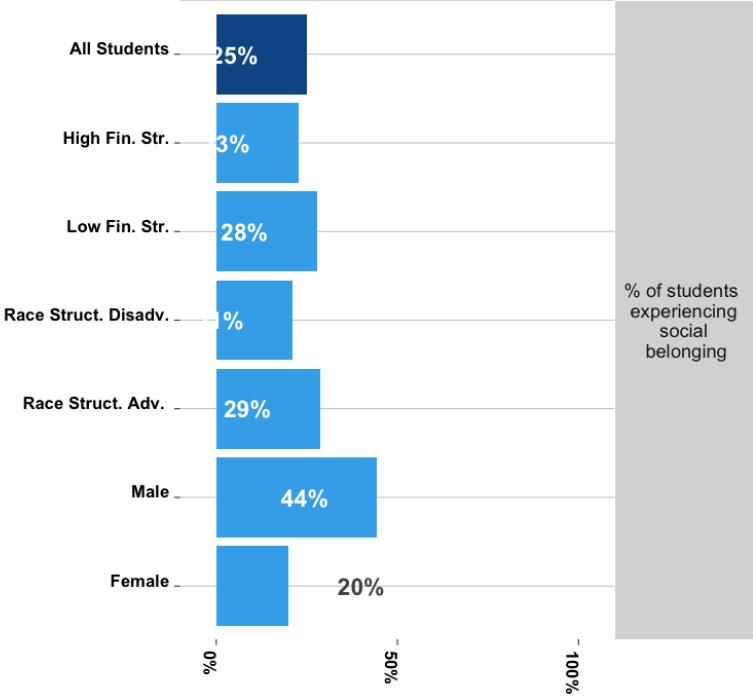 All Students
25%
High Fin. Str.
3%
Low Fin. Str.
28%
Race Struct. Disadv.
1%
Race Struct. Adv.
29%
Male
44%
Female
20%
% of students
experiencing
social
belonging
0%
50%
100%